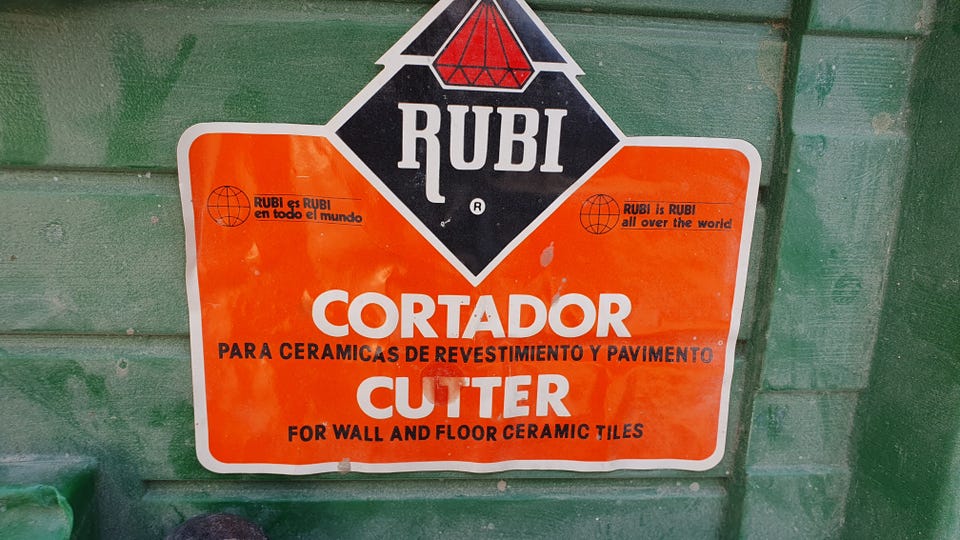 RUBI
®
RUBI es RUBI
en todo el mundo
RUBI is RUBI
all over the world
CORTADOR
PARA CERAMICAS DE REVESTIMIENTO Y PAVIMENTO
CUTTER
FOR WALL AND FLOOR CERAMIC TILES